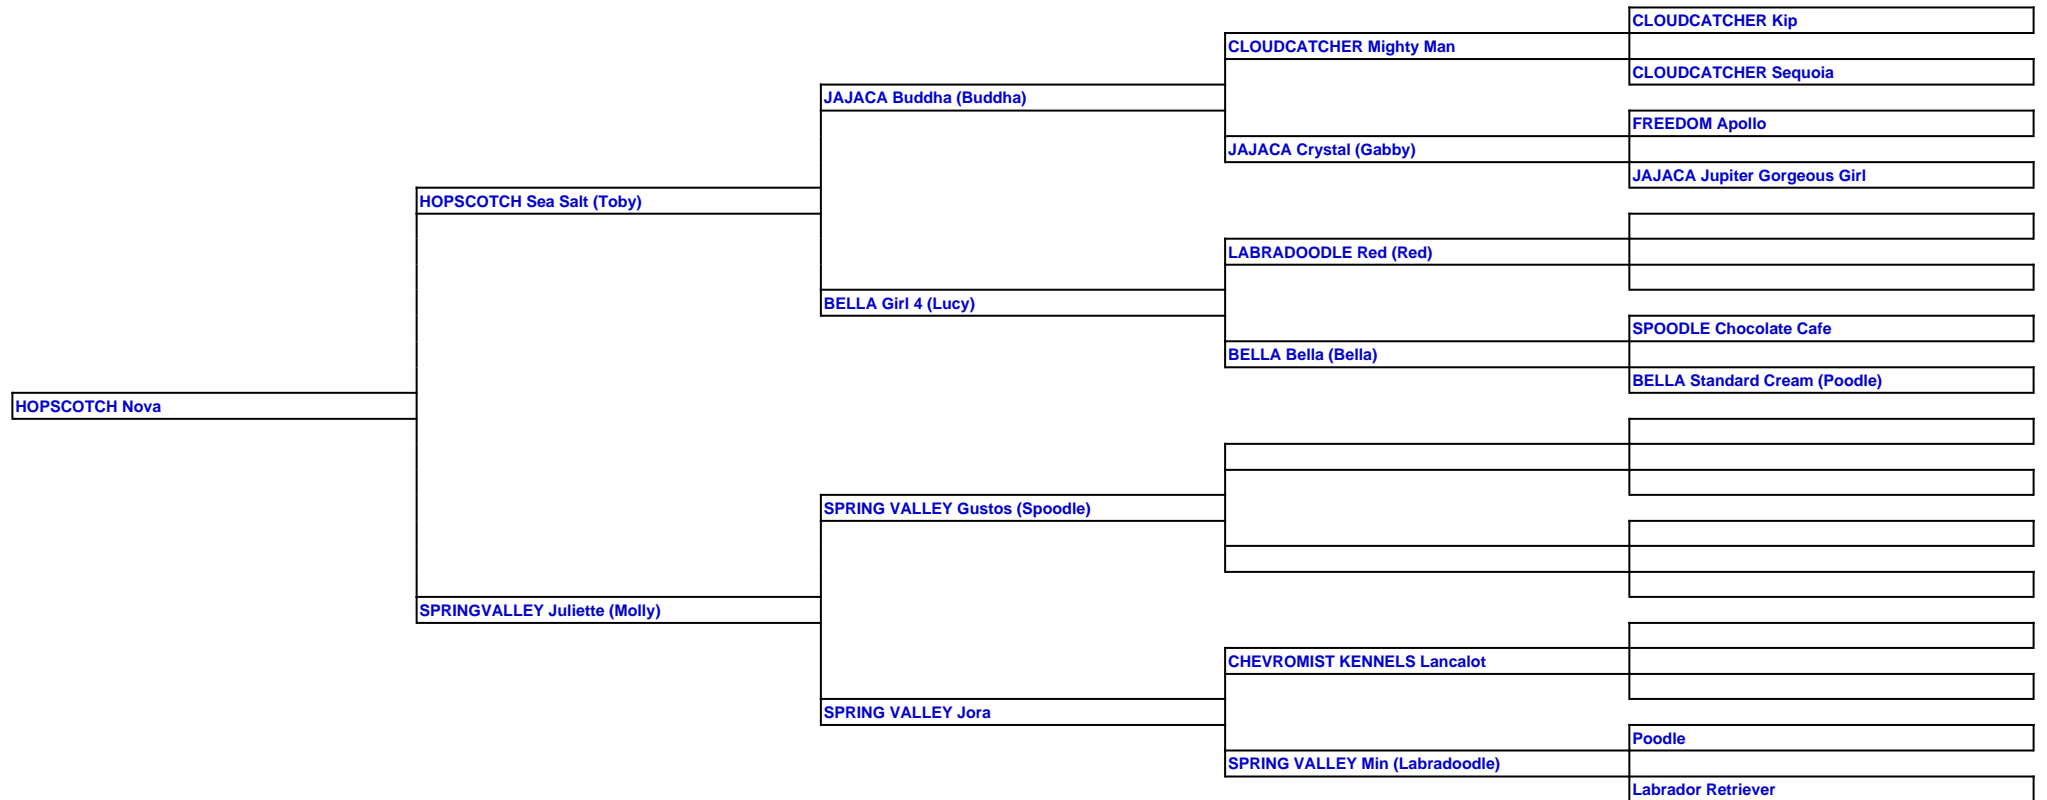 CLOUDCATCHER Kip
CLOUDCATCHER Mighty Man
CLOUDCATCHER Sequoia
JAJACA Buddha (Buddha)
FREEDOM Apollo
JAJACA Crystal (Gabby)
JAJACA Jupiter Gorgeous Girl
HOPSCOTCH Sea Salt (Toby)
LABRADOODLE Red (Red)
BELLA Girl 4 (Lucy)
SPOODLE Chocolate Cafe
BELLA Bella (Bella)
BELLA Standard Cream (Poodle)
HOPSCOTCH Nova
SPRING VALLEY Gustos (Spoodle)
SPRINGVALLEY Juliette (Molly)
CHEVROMIST KENNELS Lancalot
SPRING VALLEY Jora
Poodle
SPRING VALLEY Min (Labradoodle)
Labrador Retriever